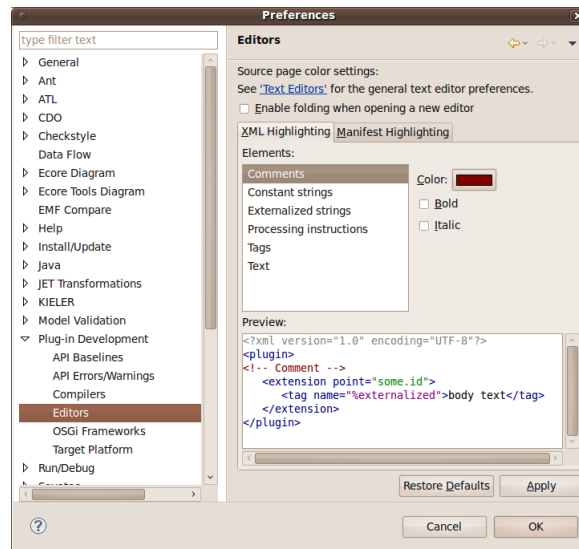 Preferences
type filter text
General
Ant
ATL
CDO
Checkstyle
Data Flow
Ecore Diagram
Ecore Tools Diagram
EMF Compare
Help
Install/Update
Java
JET Transformations
KIELER
Model Validation
Plug-in Development
API Baselines
API Errors/Warnings
Compilers
Editors
OSGi Frameworks
Target Platform
Run/Debug
Editors
Source page color settings:
See 'Text Editors' for the general text editor preferences.
Enable folding when opening a new editor
XML Highlighting Manifest Highlighting
Elements:
Comments
Constant strings
Externalized strings
Processing instructions
Tags
Text
Color:
Bold
Italic
Preview:
<?xml version="1.0" encoding="UTF-8"?>
<plugin>
<!-- Comment -->
<extension point="some.id">
<tag name="%externalized">body text</tag>
</extension>
</plugin>
Restore Defaults Apply
Cancel OK